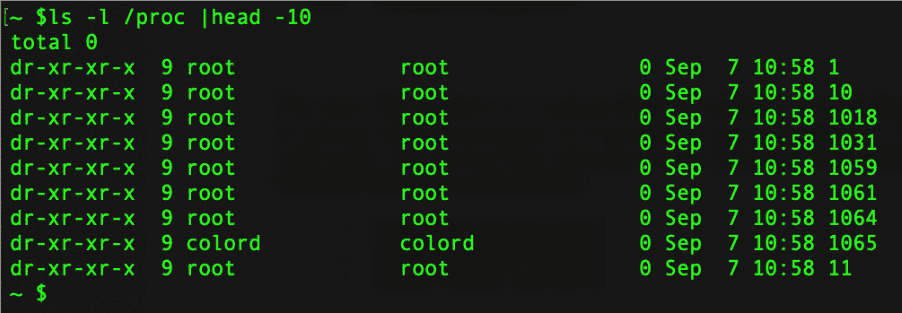 [~ $ls -l /proc |head -10
total 0
dr-xr-xr-x  9 root             root              0 Sep  7 10:58 1
dr-xr-xr-x  9 root             root              0 Sep  7 10:58 10
dr-xr-xr-x  9 root             root              0 Sep  7 10:58 1018
dr-xr-xr-x  9 root             root              0 Sep  7 10:58 1031
dr-xr-xr-x  9 root             root              0 Sep  7 10:58 1059
dr-xr-xr-x  9 root             root              0 Sep  7 10:58 1061
dr-xr-xr-x  9 root             root              0 Sep  7 10:58 1064
dr-xr-xr-x  9 colord           colord            0 Sep  7 10:58 1065
dr-xr-xr-x  9 root             root              0 Sep  7 10:58 11
~ $